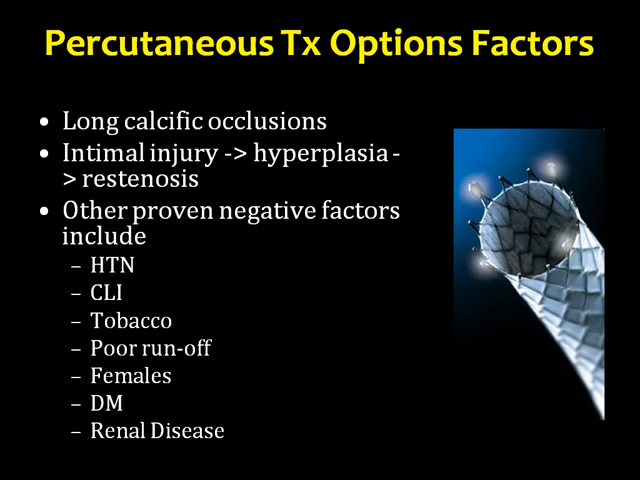 Percutaneous Tx Options Factors
• Long calcific occlusions
• Intimal injury -> hyperplasia -
> restenosis
• Other proven negative factors
include
– HTN
– CLI
– Tobacco
– Poor run-off
– Females
– DM
– Renal Disease